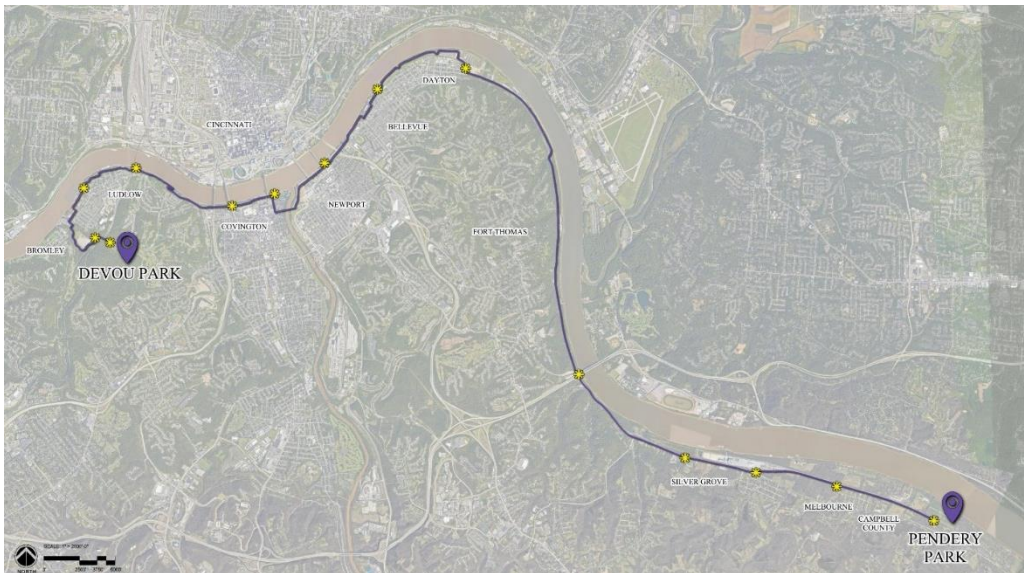 DAYTON
CINCINNATI
BELLEVUE
LUDLOW
NEWPORT
COVINGTON
FORT THOMAS
BROMLEY
DEVOU PARK
SILVER GROVE
MELBOURNE
CAMPBELL
COUNTY
PENDERY
PARK
NORTH